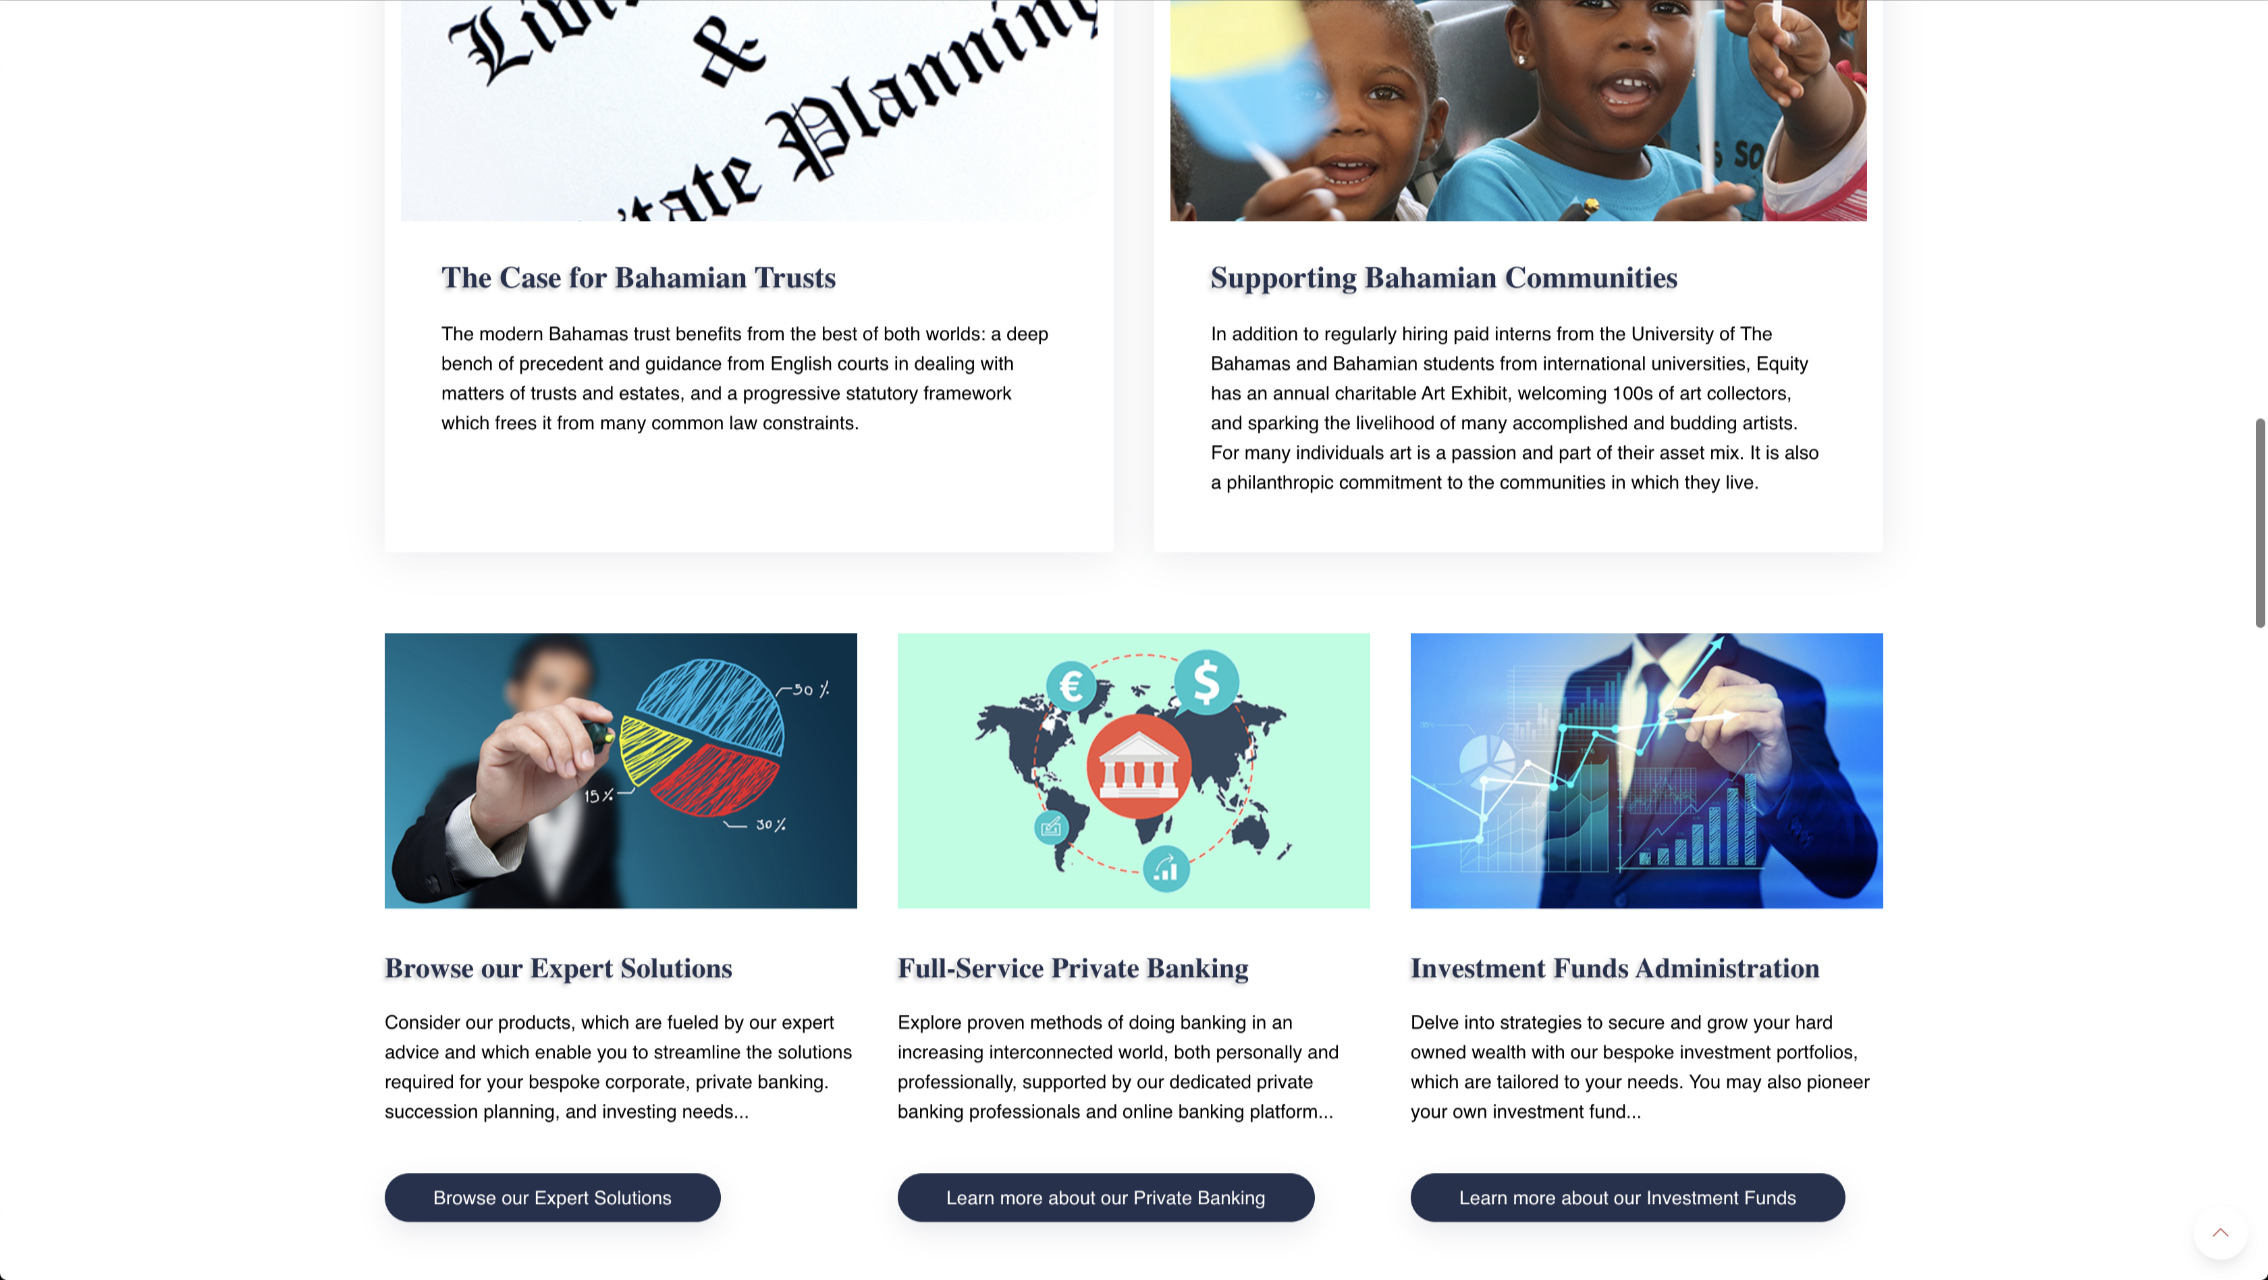 &
Planning
The Case for Bahamian Trusts
The modern Bahamas trust benefits from the best of both worlds: a deep
bench of precedent and guidance from English courts in dealing with
matters of trusts and estates, and a progressive statutory framework
which frees it from many common law constraints.
SO
Supporting Bahamian Communities
In addition to regularly hiring paid interns from the University of The
Bahamas and Bahamian students from international universities, Equity
has an annual charitable Art Exhibit, welcoming 100s of art collectors,
and sparking the livelihood of many accomplished and budding artists.
For many individuals art is a passion and part of their asset mix. It is also
a philanthropic commitment to the communities in which they live.
50 %
15 %
30 %
€
$
Browse our Expert Solutions
Consider our products, which are fueled by our expert
advice and which enable you to streamline the solutions
required for your bespoke corporate, private banking.
succession planning, and investing needs...
Browse our Expert Solutions
Full-Service Private Banking
Explore proven methods of doing banking in an
increasing interconnected world, both personally and
professionally, supported by our dedicated private
banking professionals and online banking platform...
Learn more about our Private Banking
Investment Funds Administration
Delve into strategies to secure and grow your hard
owned wealth with our bespoke investment portfolios,
which are tailored to your needs. You may also pioneer
your own investment fund...
Learn more about our Investment Funds